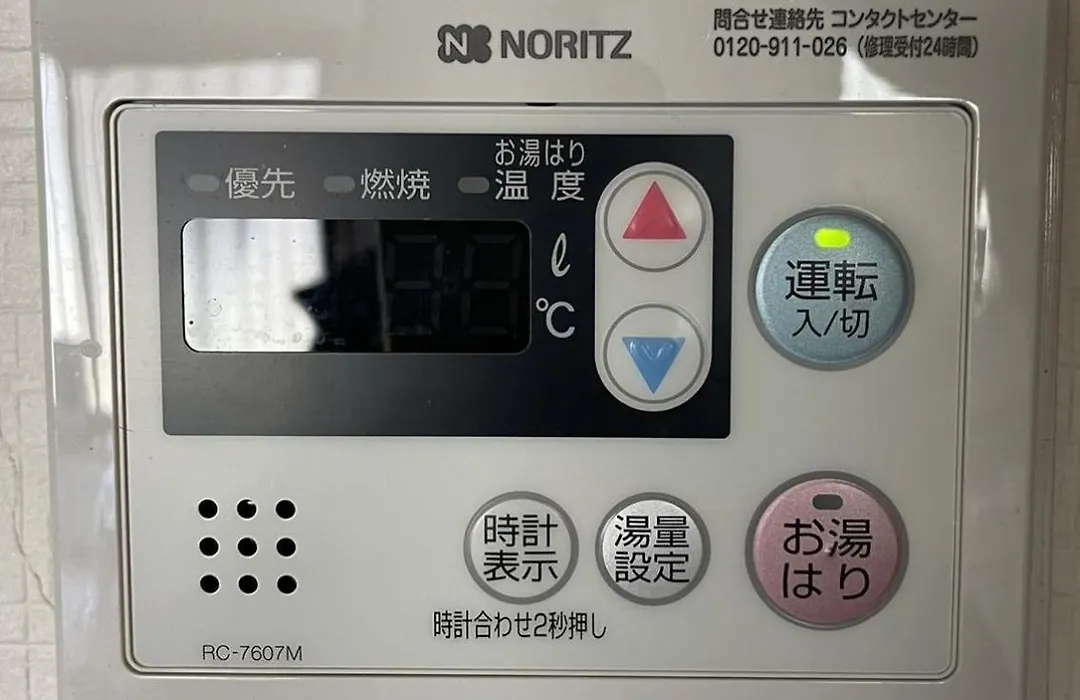 NORITZ
問合せ連絡先 コンタクトセンター
0120-911-026（修理受付24時間）
お湯はり
優先 燃焼 温度
ℓ
℃
運転
入/切
時計
表示
湯量
設定
お湯
はり
時計合わせ2秒押し
RC-7607M